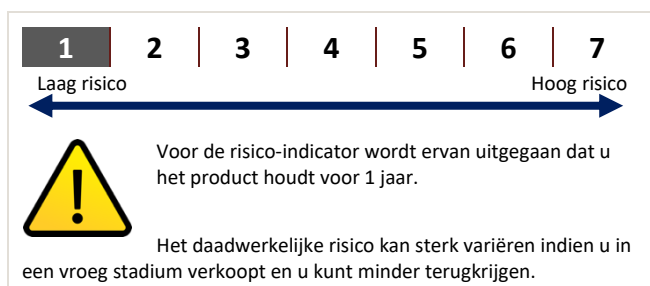 1 2 3 4 5 6 7
Laag risico Hoog risico
!
Voor de risico-indicator wordt ervan uitgegaan dat u
het product houdt voor 1 jaar.
Het daadwerkelijke risico kan sterk variëren indien u in
een vroeg stadium verkoopt en u kunt minder terugkrijgen.